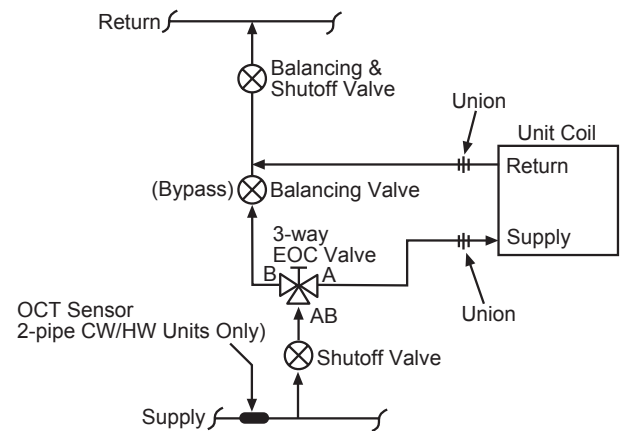 Return
Balancing &
Shutoff Valve
Union
Unit Coil
Return
(Bypass)
Balancing Valve
3-way
EOC Valve
Supply
B
A
AB
Union
OCT Sensor
2-pipe CW/HW Units Only)
Shutoff Valve
Supply